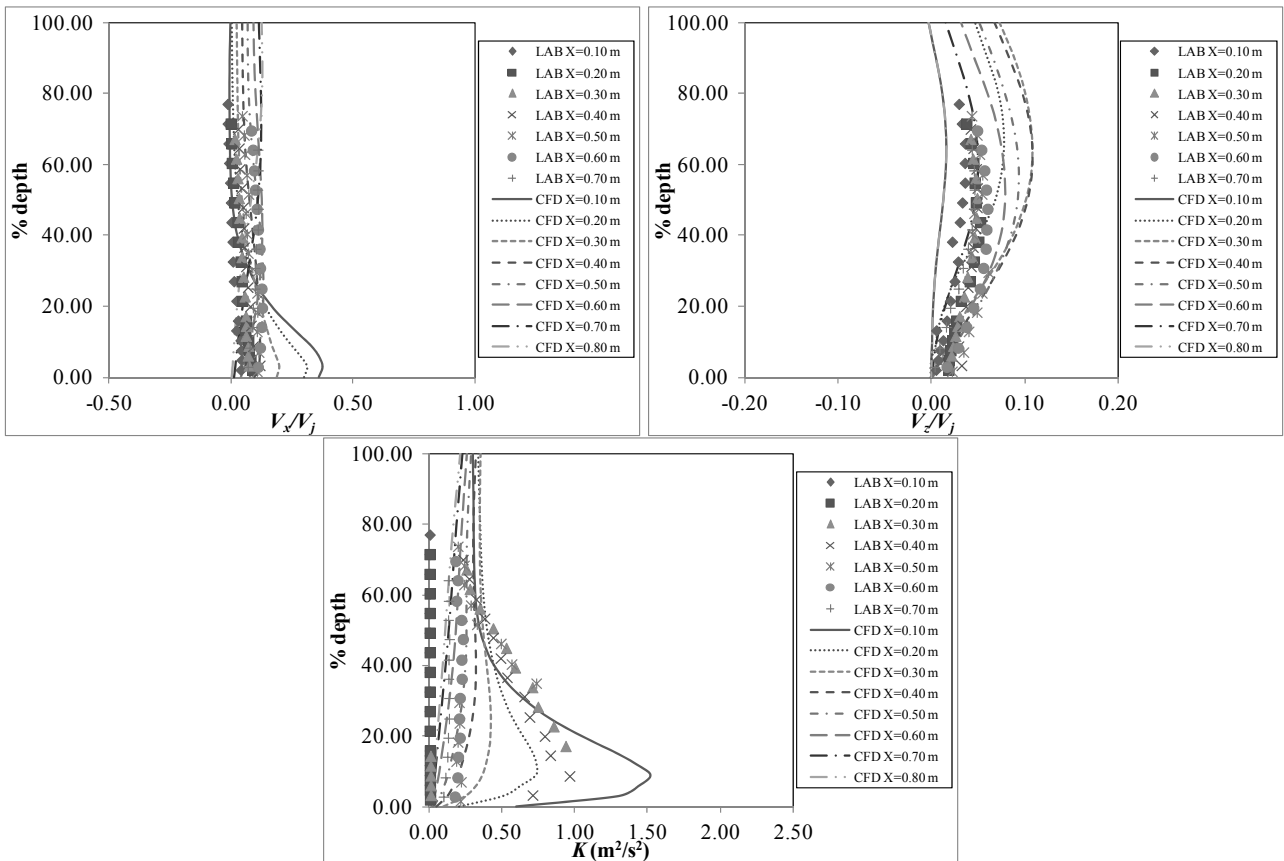 100.00
80.00
60.00
40.00
20.00
0.00
% depth
-0.50
0.00
0.50
1.00
Vx/Vj
LAB X=0.10 m
LAB X=0.20 m
LAB X=0.30 m
LAB X=0.40 m
LAB X=0.50 m
LAB X=0.60 m
LAB X=0.70 m
CFD X=0.10 m
CFD X=0.20 m
CFD X=0.30 m
CFD X=0.40 m
CFD X=0.50 m
CFD X=0.60 m
CFD X=0.70 m
CFD X=0.80 m
100.00
80.00
60.00
40.00
20.00
0.00
% depth
-0.20
-0.10
0.00
0.10
0.20
Vz/Vj
LAB X=0.10 m
LAB X=0.20 m
LAB X=0.30 m
LAB X=0.40 m
LAB X=0.50 m
LAB X=0.60 m
LAB X=0.70 m
CFD X=0.10 m
CFD X=0.20 m
CFD X=0.30 m
CFD X=0.40 m
CFD X=0.50 m
CFD X=0.60 m
CFD X=0.70 m
CFD X=0.80 m
100.00
80.00
60.00
40.00
20.00
0.00
% depth
0.00
0.50
1.00
1.50
2.00
2.50
K (m²/s²)
LAB X=0.10 m
LAB X=0.20 m
LAB X=0.30 m
LAB X=0.40 m
LAB X=0.50 m
LAB X=0.60 m
LAB X=0.70 m
CFD X=0.10 m
CFD X=0.20 m
CFD X=0.30 m
CFD X=0.40 m
CFD X=0.50 m
CFD X=0.60 m
CFD X=0.70 m
CFD X=0.80 m